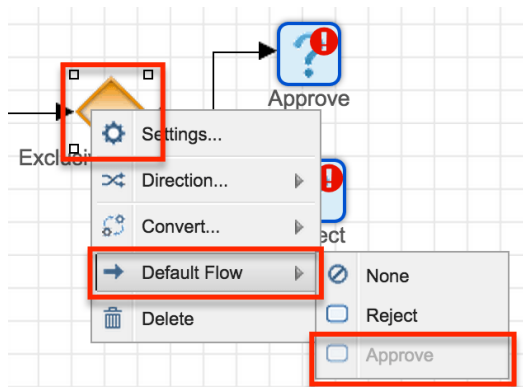 Approve
Exclusi
Settings...
Direction...
Convert...
ect
Default Flow
None
Delete
Reject
Approve